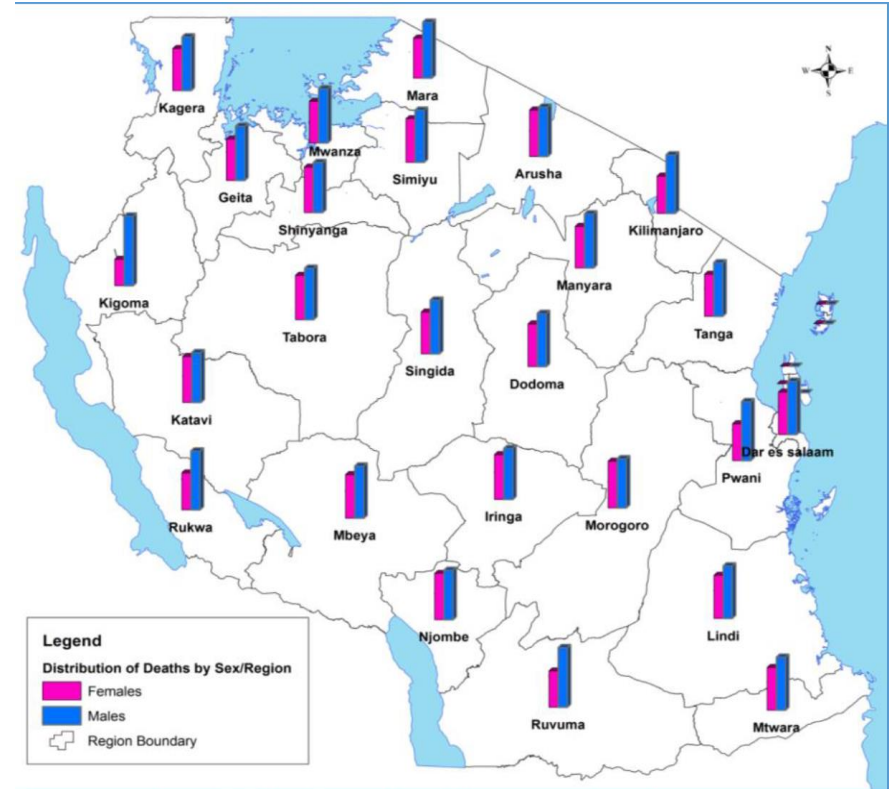 N
W E
S
Mara
Kagera
Mwanza
Arusha
Simiyu
Geita
Shinyanga
Kilimanjaro
Manyara
Kigoma
Tabora
Tanga
Singida
Dodoma
Katavi
Dar es salaam
Pwani
Iringa
Rukwa
Morogoro
Mbeya
Njombe
Lindi
Legend
Distribution of Deaths by Sex/Region
Females
Males
Region Boundary
Ruvuma
Mtwara